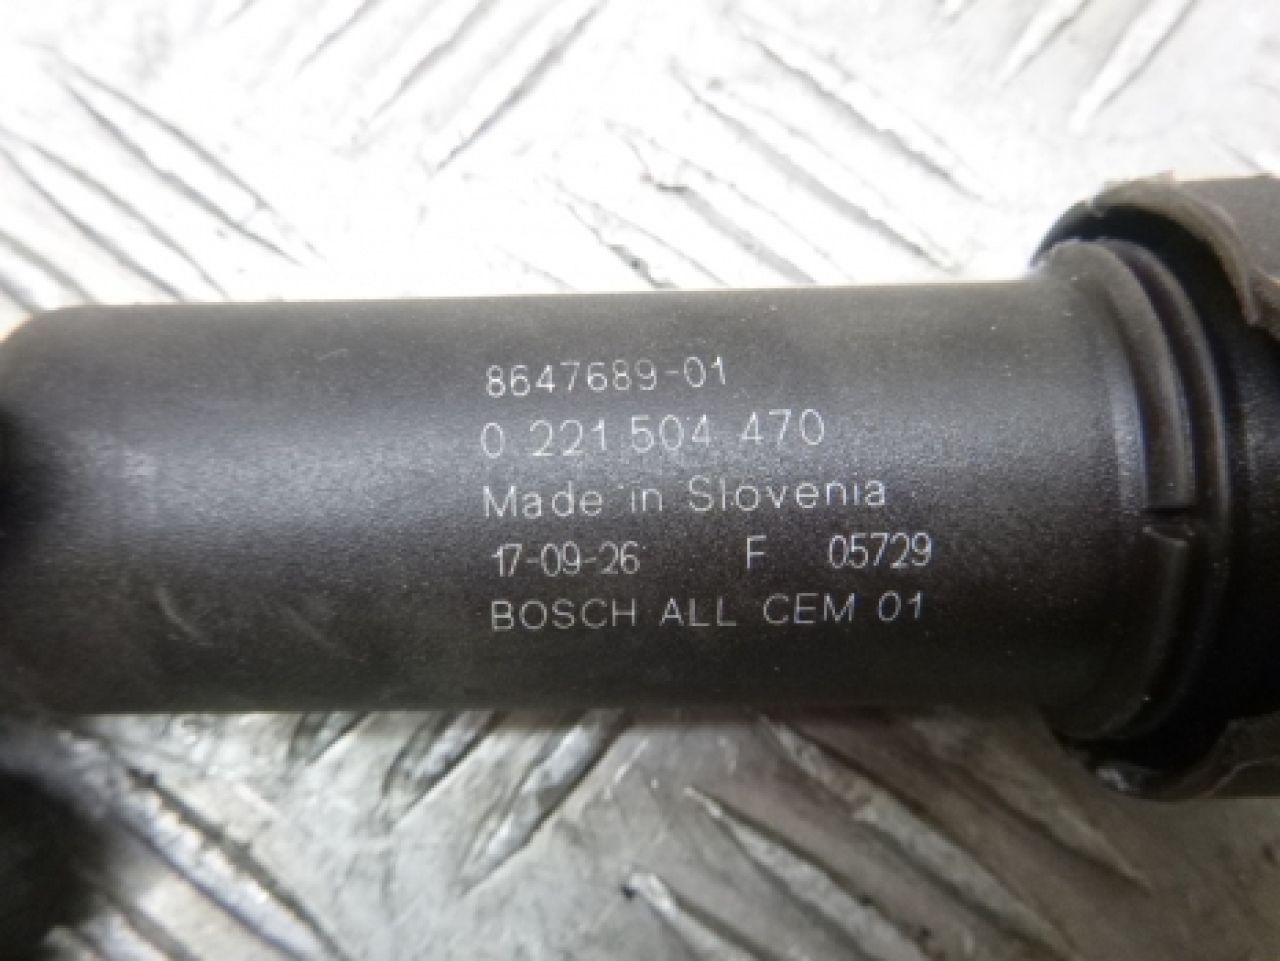 8647689-01
0 221 504 470
Made in Slovenia
17-09-26 F 05729
BOSCH ALL CEM 01